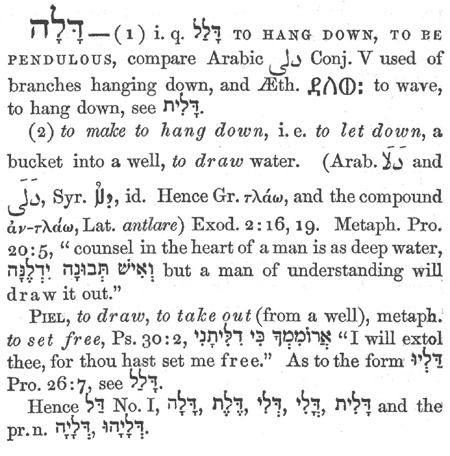 דָּלָה—(1) i. q. דָּלַל TO HANG DOWN, TO BE
PENDULOUS, compare Arabic دلى Conj. V used of
branches hanging down, and Æth. ደለወ: to wave,
to hang down, see דָּלִית.
(2) to make to hang down, i.e. to let down, a
bucket into a well, to draw water. (Arab. دَلَا and
دَلَى, Syr. id. Hence Gr. τλάω, and the compound
ἀν-τλάω, Lat. antlare) Exod. 2:16, 19. Metaph. Pro.
20:5, “counsel in the heart of a man is as deep water,
וְאִישׁ תְּבוּנָה יִדְלֶנָּה but a man of understanding will
draw it out.”
PIEL, to draw, to take out (from a well), metaph.
to set free, Ps. 30:2, אֲרוֹמִמְךָ כִּי דִלִּיתָנִי “I will extol
thee, for thou hast set me free.” As to the form דַּלְיוּ
Pro. 26:7, see דָּלַל.
Hence דַּל No. I, דָּלָה, דֶּלֶת, דְּלִי, דֳּלִי, דָּלִית and the
pr.n. דְּלָיָה, דְּלָיָהוּ.